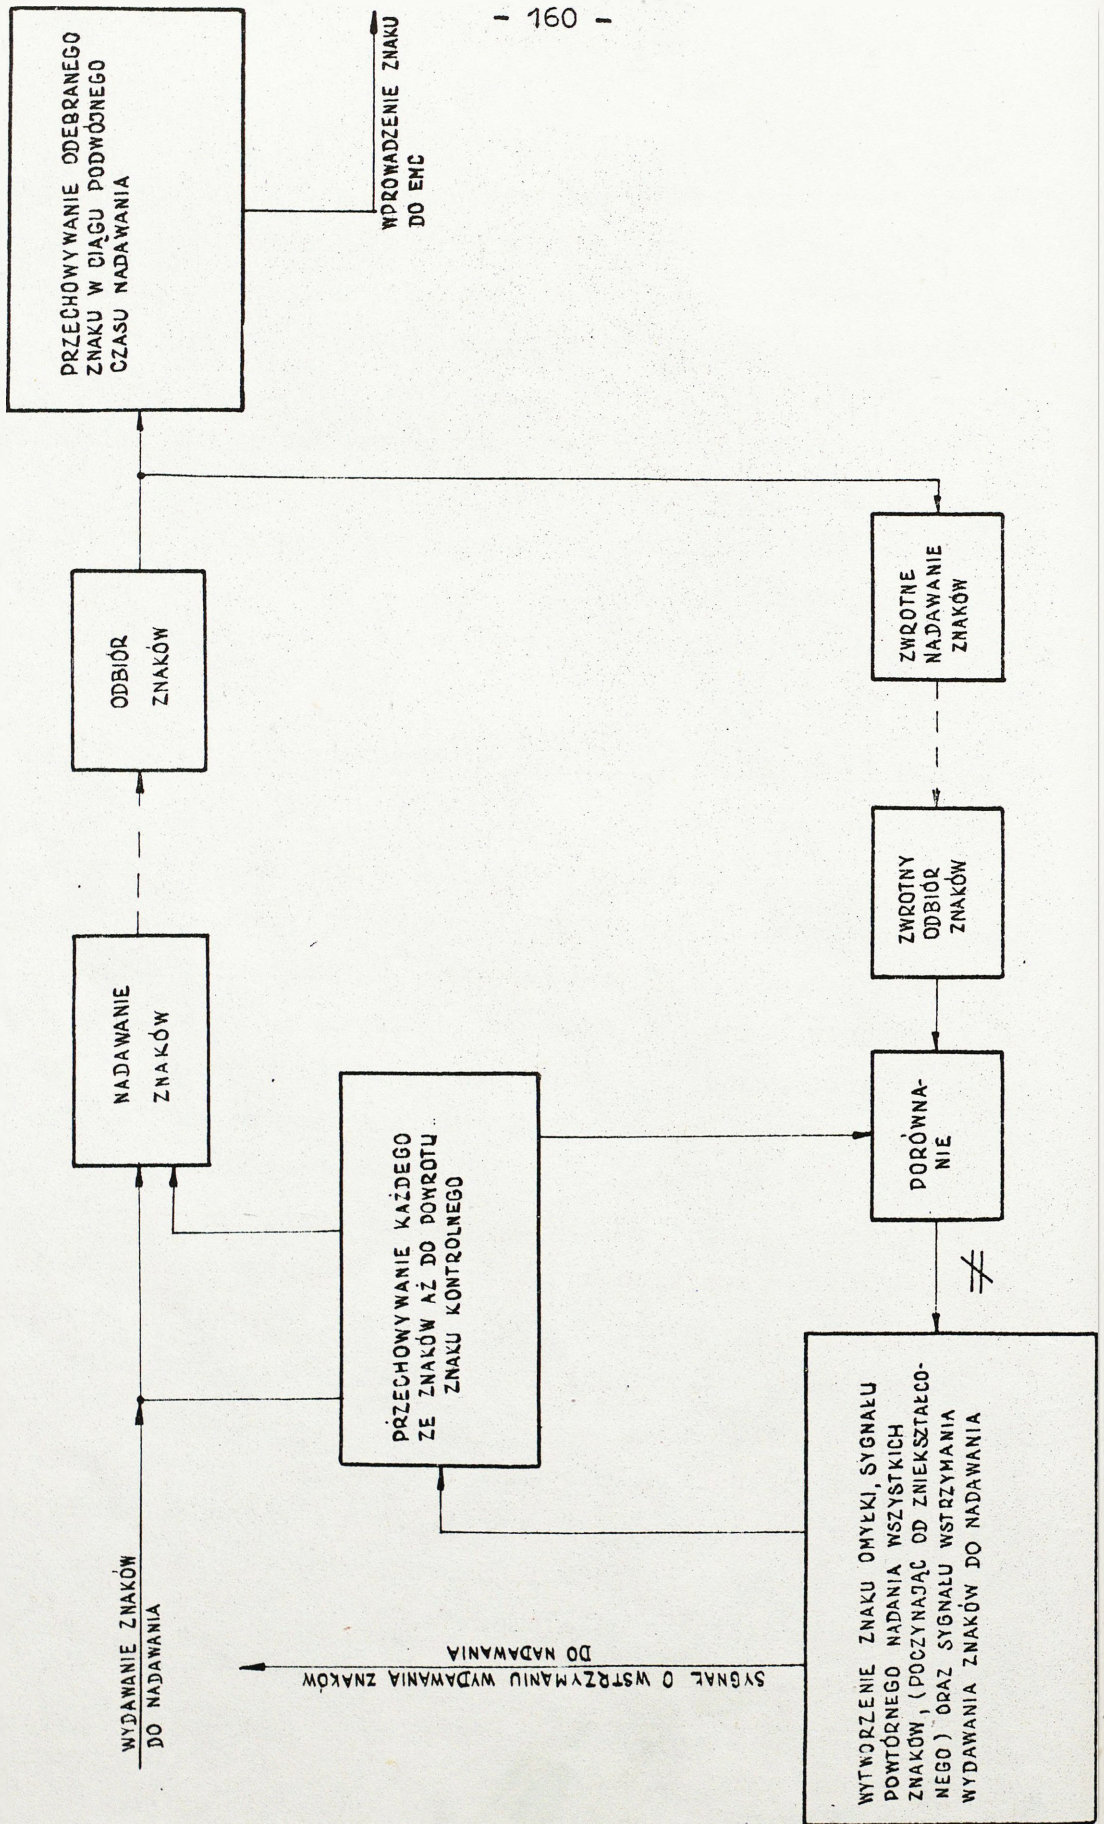 - 160 -
WYDAWANIE ZNAKÓW
DO NADAWANIA
NADAWANIE
ZNAKÓW
ODBIÓR
ZNAKÓW
PRZECHOWYWANIE ODEBRANEGO
ZNAKU W CIĄGU PODWÓJNEGO
CZASU NADAWANIA
WPROWADZENIE ZNAKU
DO EMC
PRZECHOWYWANIE KAŻDEGO
ZE ZNAKÓW AŻ DO POWROTU
ZNAKU KONTROLNEGO
SYGNAŁ O WSTRZYMANIU WYDAWANIA ZNAKÓW
DO NADAWANIA
WYTWORZENIE ZNAKU OMYŁKI, SYGNAŁU
POWTÓRNEGO NADANIA WSZYSTKICH
ZNAKÓW, (POCZYNAJĄC OD ZNIEKSZTAŁCO-
NEGO) ORAZ SYGNAŁU WSTRZYMANIA
WYDAWANIA ZNAKÓW DO NADAWANIA
≠
PORÓWNA-
NIE
ZWROTNY
ODBIÓR
ZNAKÓW
ZWROTNE
NADAWANIE
ZNAKÓW